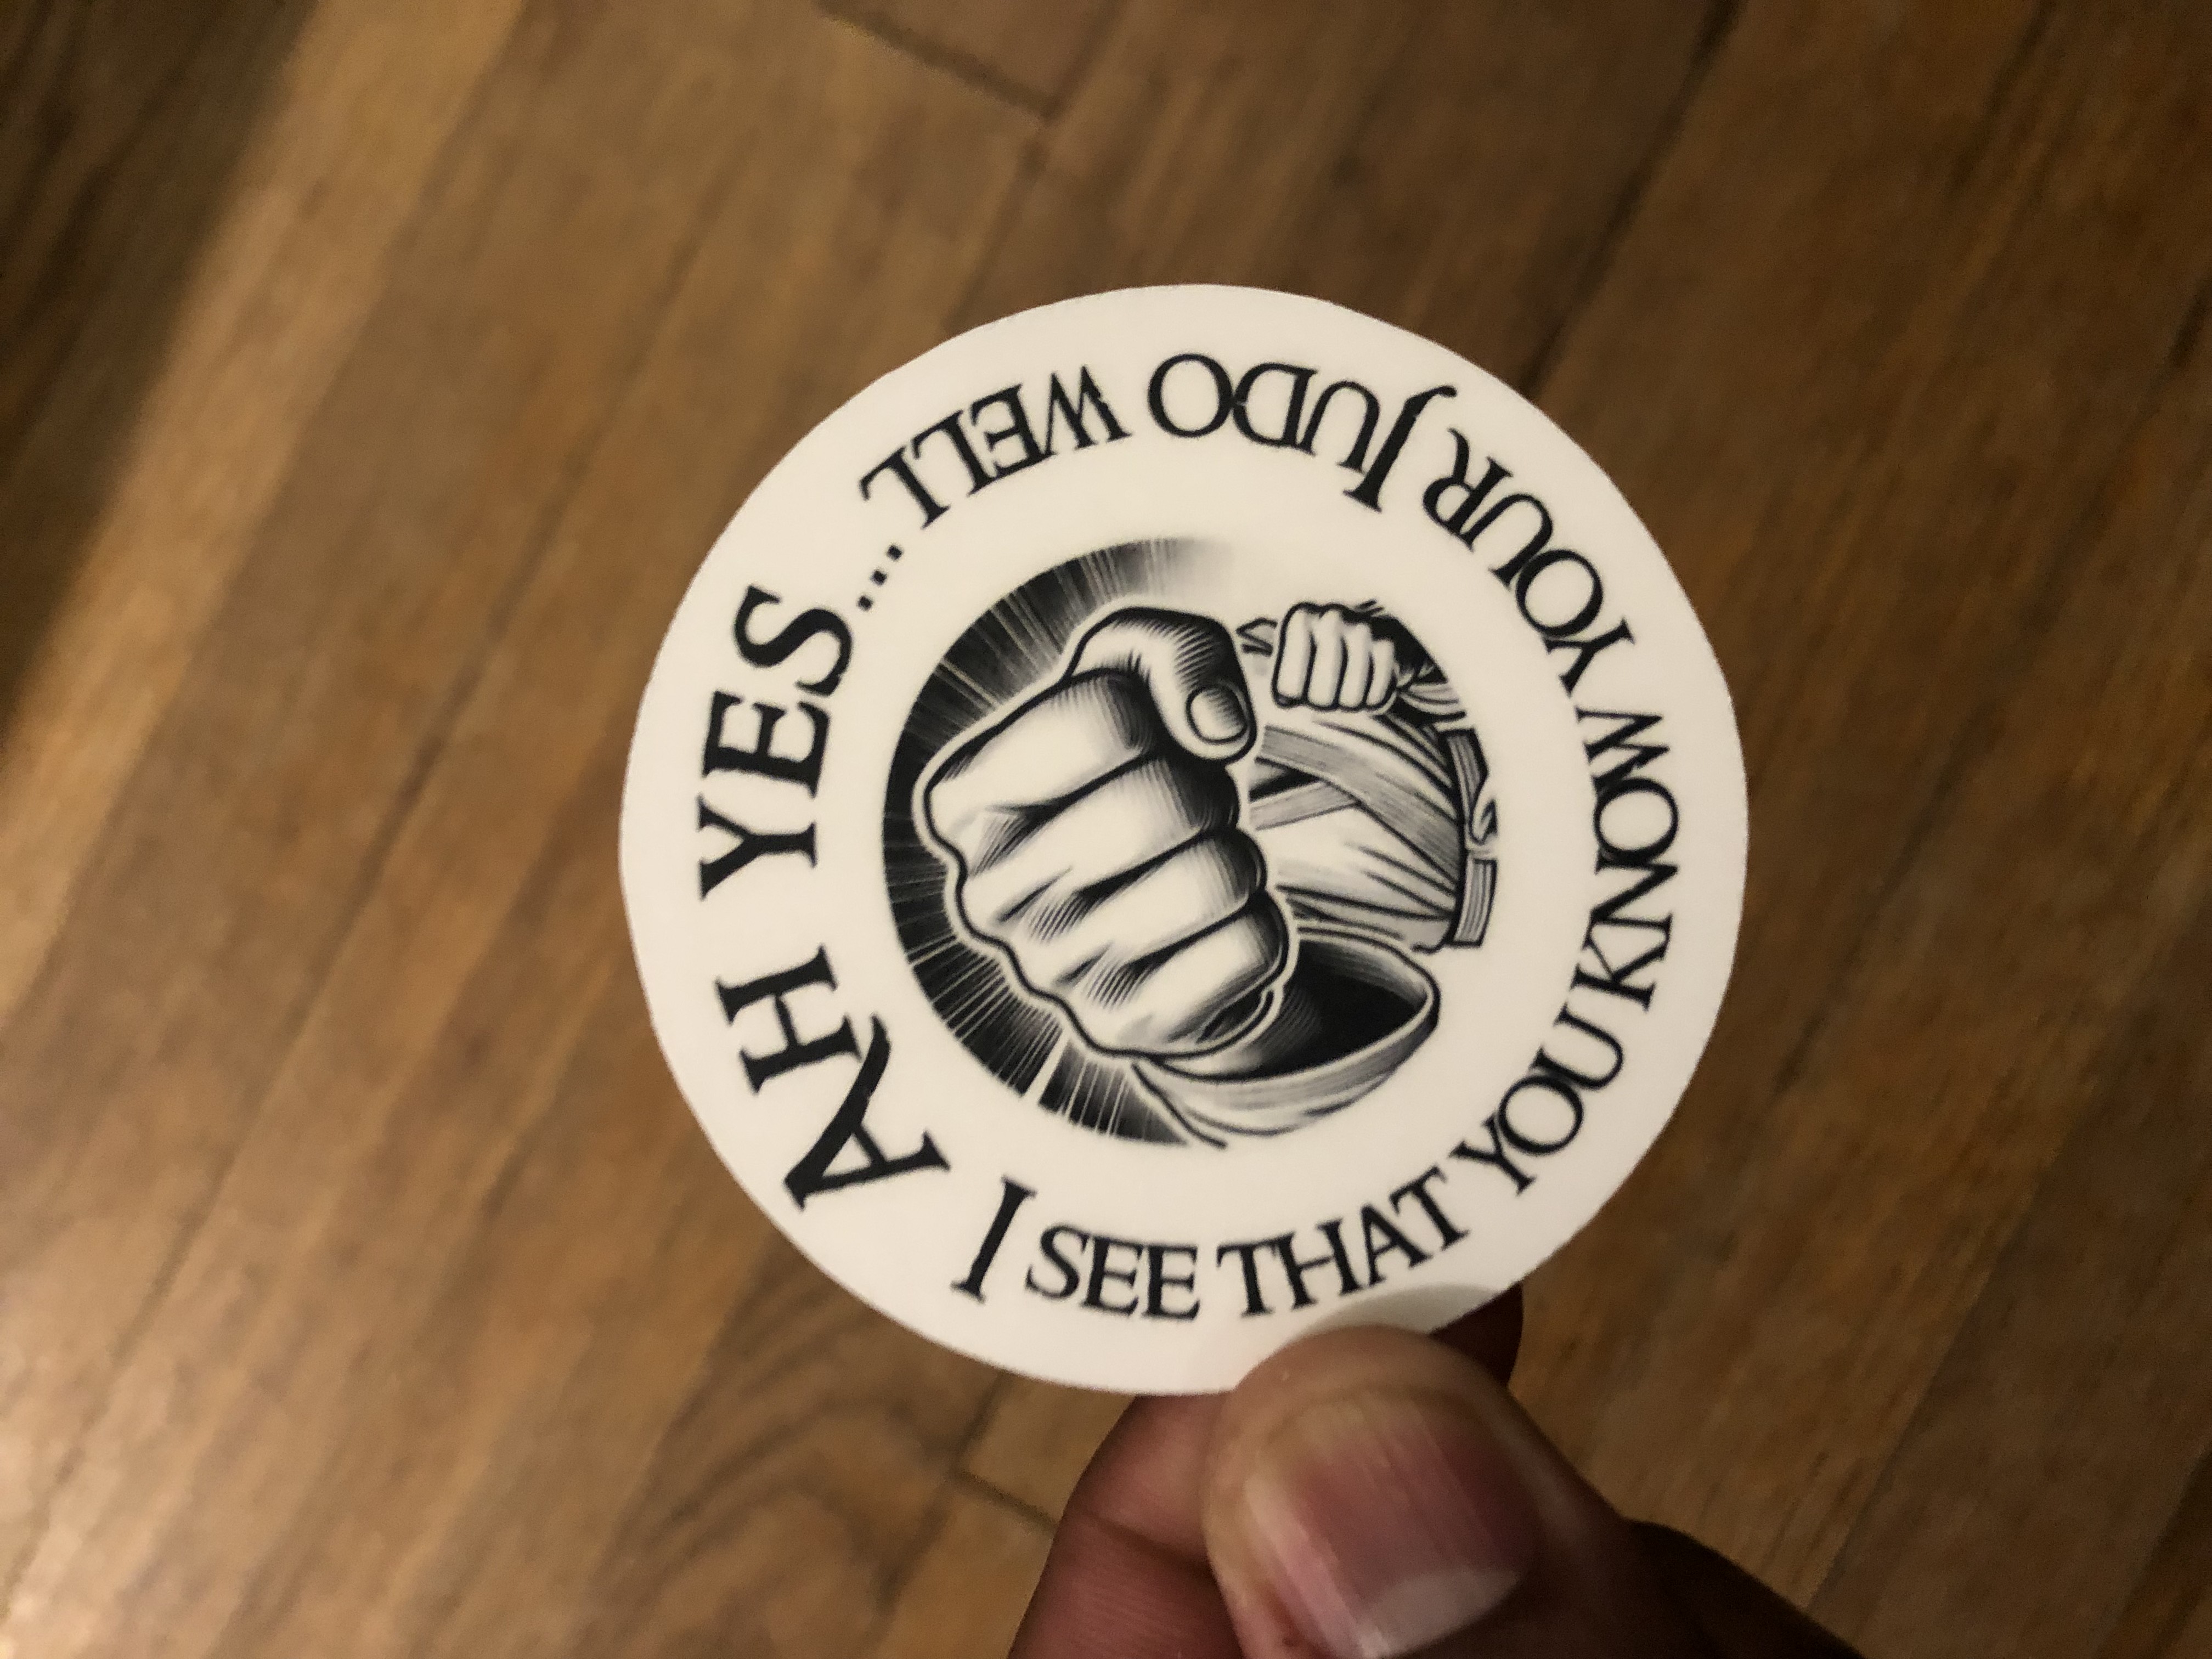 AH YES...
I SEE THAT YOU KNOW YOUR JUDO WELL